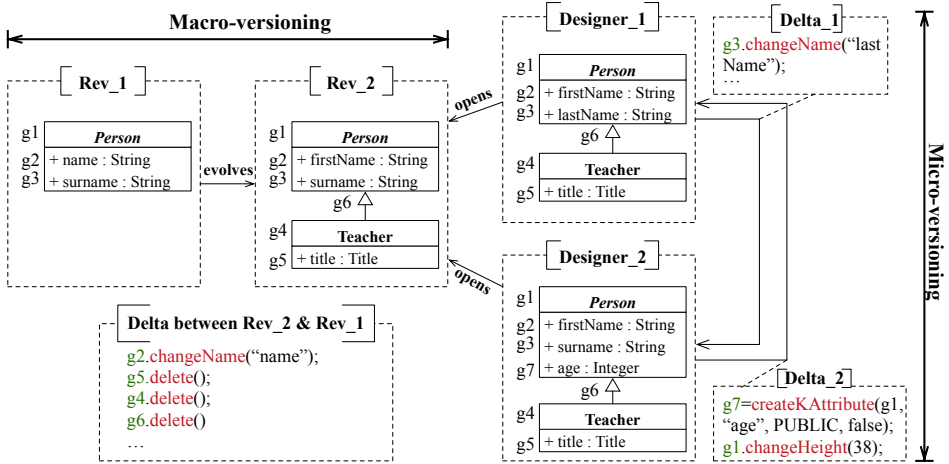 Macro-versioning
Rev_1
g1
Person
g2
+ name : String
g3
+ surname : String
evolves
Rev_2
g1
Person
g2
+ firstName : String
g3
+ surname : String
g6
g4
Teacher
g5
+ title : Title
opens
opens
Designer_1
g1
Person
g2
+ firstName : String
g3
+ lastName : String
g6
g4
Teacher
g5
+ title : Title
Delta_1
g3.changeName(“last
Name”);
…
Designer_2
g1
Person
g2
+ firstName : String
g3
+ surname : String
g7
+ age : Integer
g6
g4
Teacher
g5
+ title : Title
Delta_2
g7=createKAttribute(g1,
“age”, PUBLIC, false);
g1.changeHeight(38);
Micro-versioning
Delta between Rev_2 & Rev_1
g2.changeName(“name”);
g5.delete();
g4.delete();
g6.delete()
…